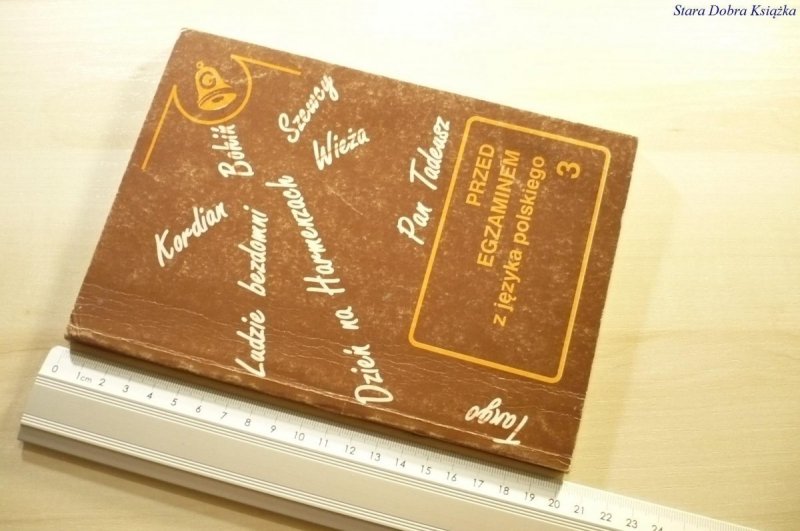 Stara Dobra Książka
Kordian
Bohiń
Szewcy
Ludzie bezdomni
Wieża
Dzień na Harmenzach
Pan Tadeusz
PRZED
EGZAMINEM
z języka polskiego
3
Tango
0 1cm 2 3 4 5 6 7 8 9 10 11 12 13 14 15 16 17 18 19 20 21 22 23 24